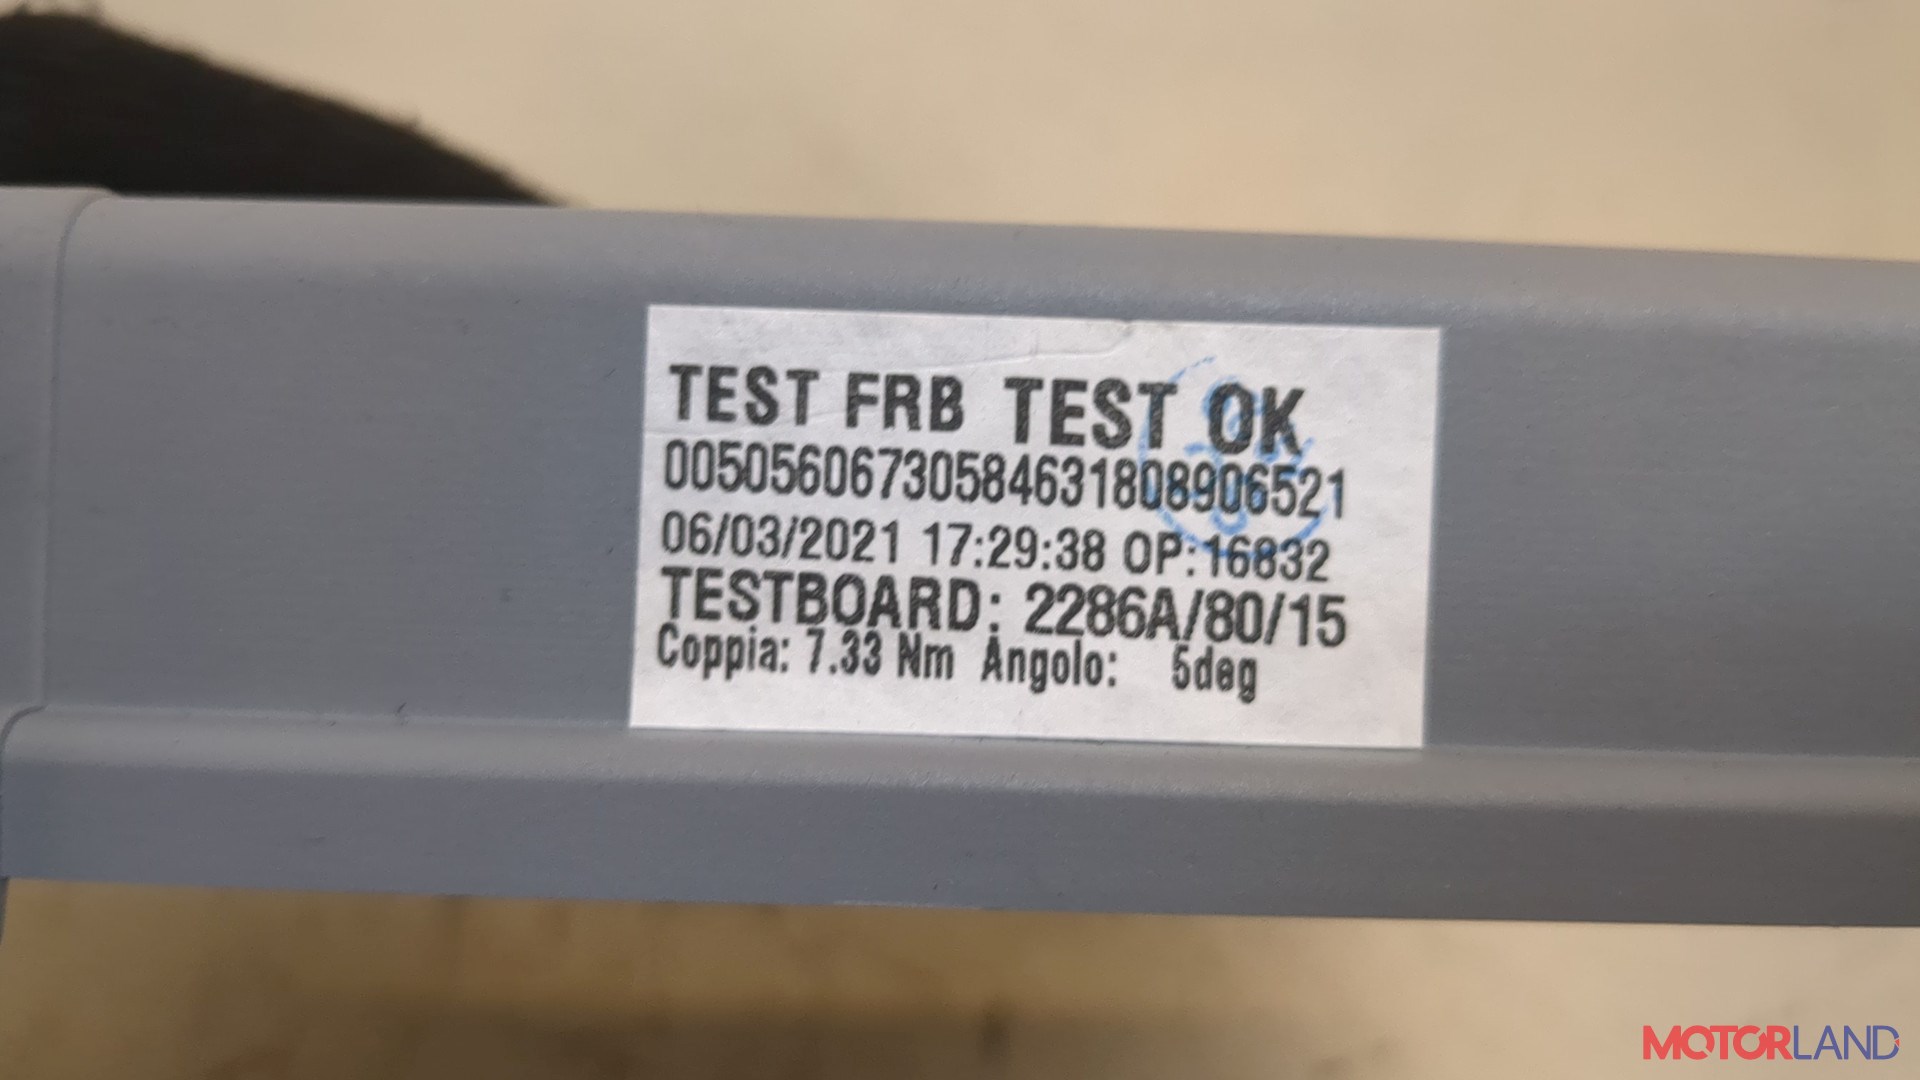 TEST FRB TEST OK
00505606730584631808906521
06/03/2021 17:29:38 OP:16832
TESTBOARD: 2286A/80/15
Coppia: 7.33 Nm Angolo: 5deg
MOTORLAND